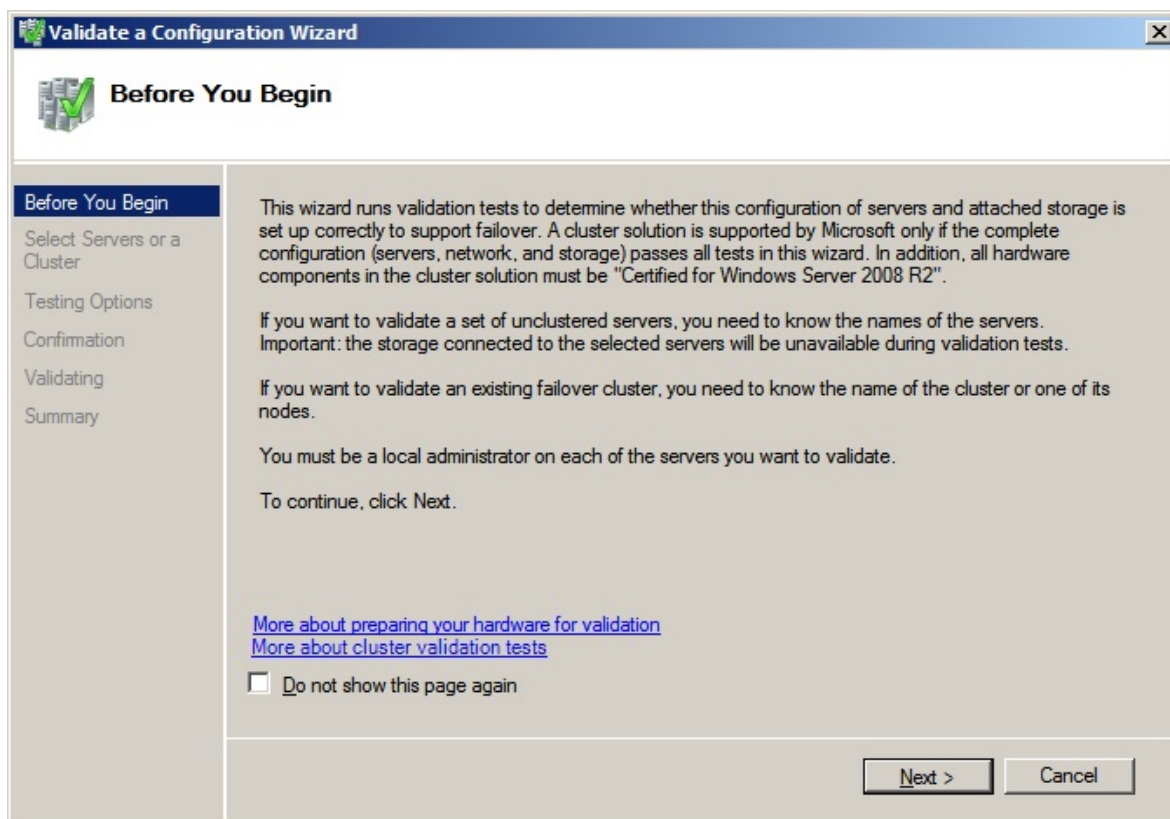 Validate a Configuration Wizard
Before You Begin
Before You Begin
Select Servers or a
Cluster
Testing Options
Confirmation
Validating
Summary
This wizard runs validation tests to determine whether this configuration of servers and attached storage is
set up correctly to support failover. A cluster solution is supported by Microsoft only if the complete
configuration (servers, network, and storage) passes all tests in this wizard. In addition, all hardware
components in the cluster solution must be "Certified for Windows Server 2008 R2".
If you want to validate a set of unclustered servers, you need to know the names of the servers.
Important: the storage connected to the selected servers will be unavailable during validation tests.
If you want to validate an existing failover cluster, you need to know the name of the cluster or one of its
nodes.
You must be a local administrator on each of the servers you want to validate.
To continue, click Next.
More about preparing your hardware for validation
More about cluster validation tests
Do not show this page again
Next >
Cancel